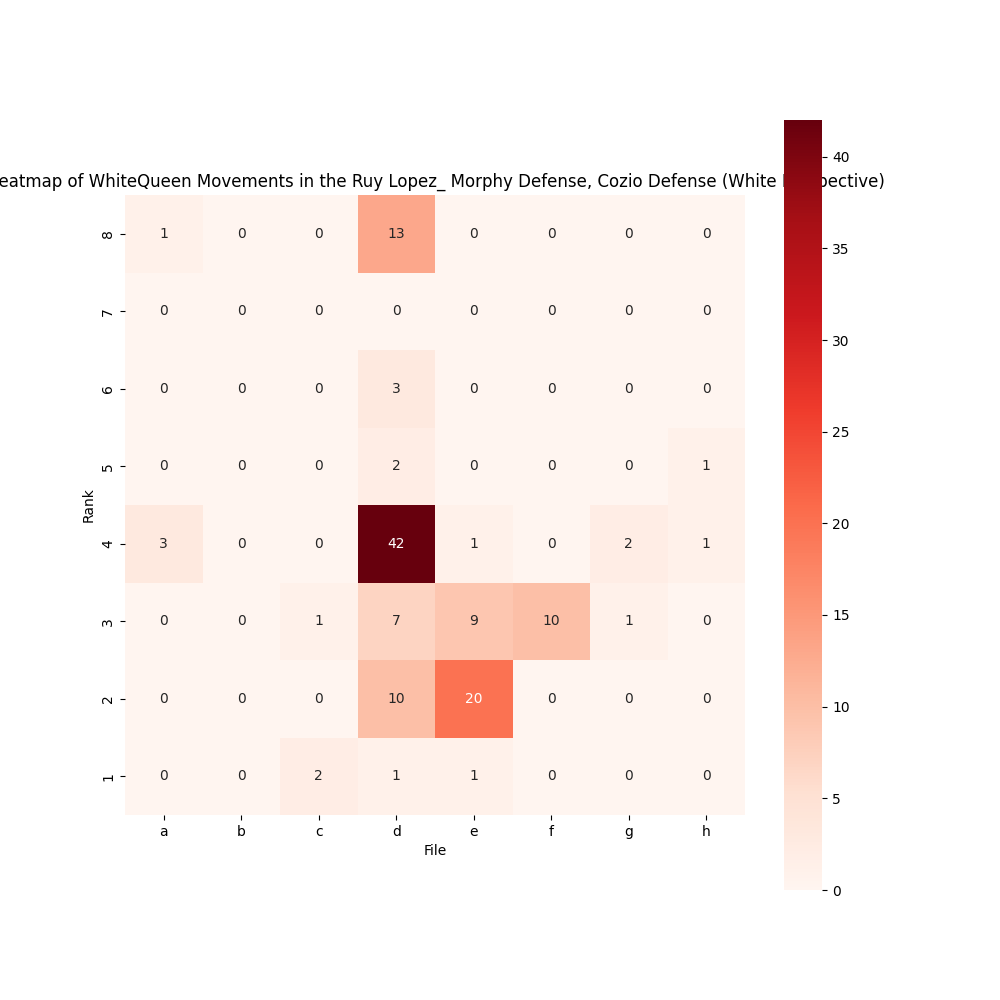 eatmap of WhiteQueen Movements in the Ruy Lopez_ Morphy Defense, Cozio Defense (White Perspective)
8 1 0 0 13 0 0 0 0
7 0 0 0 0 0 0 0 0
6 0 0 0 3 0 0 0 0
5 0 0 0 2 0 0 0 1
4 3 0 0 42 1 0 2 1
3 0 0 1 7 9 10 1 0
2 0 0 0 10 20 0 0 0
1 0 0 2 1 1 0 0 0
Rank
a b c d e f g h
File
40
35
30
25
20
15
10
5
0